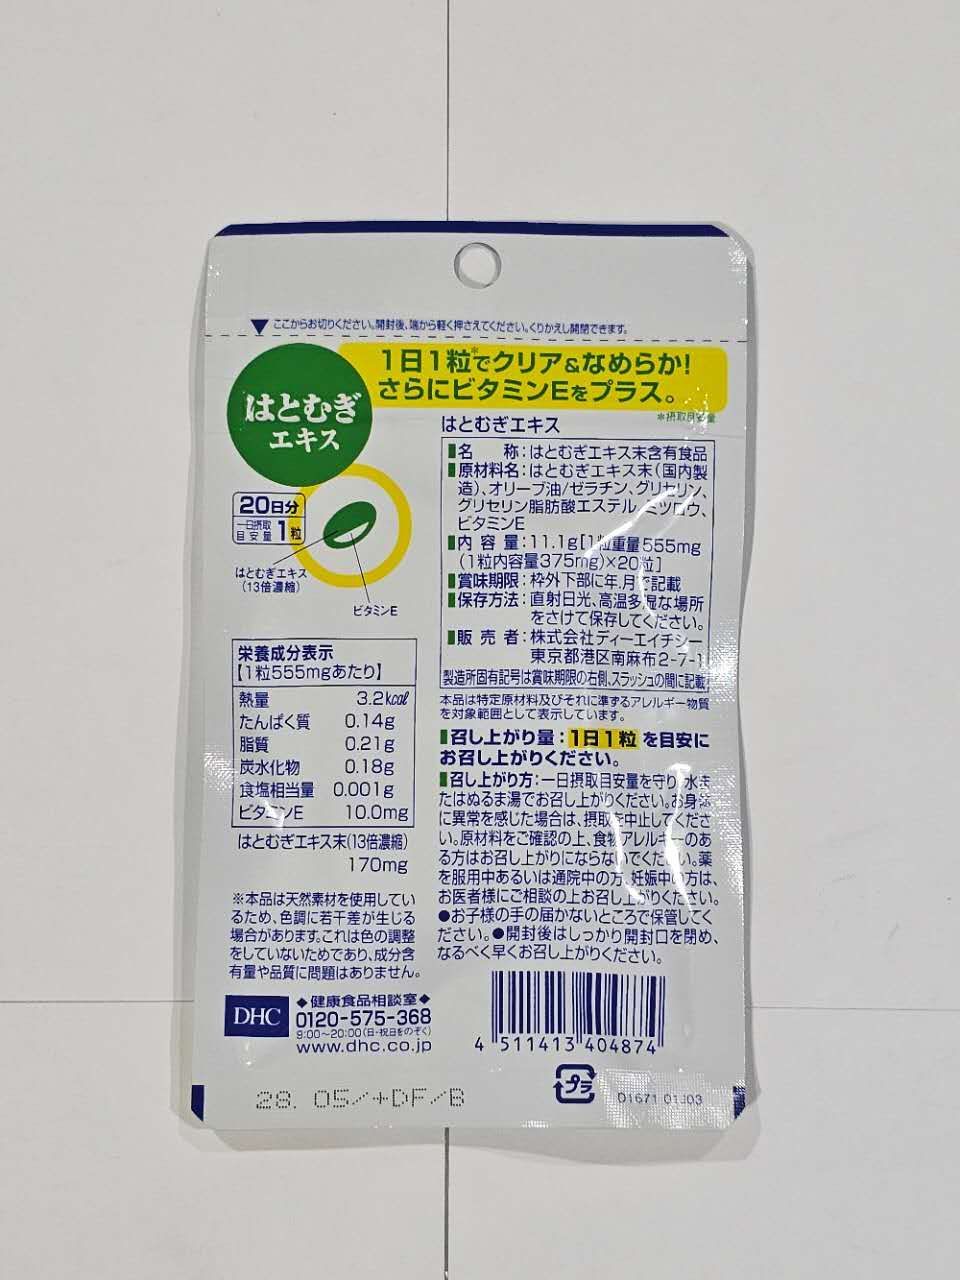 ここからお切りください。開封後、端から軽く押さえてください。くりかえし開閉できます。
1日1粒*でクリア&なめらか!
さらにビタミンEをプラス。
*摂取目安量
はとむぎ
エキス
20日分
一日摂取
目安量 1粒
はとむぎエキス
(13倍濃縮)
ビタミンE
はとむぎエキス
名 称:はとむぎエキス末含有食品
原材料名:はとむぎエキス末(国内製
造)、オリーブ油/ゼラチン、グリセリン、
グリセリン脂肪酸エステル、ミツロウ、
ビタミンE
内 容 量:11.1g[1粒重量555mg
(1粒内容量375mg)×20粒]
賞味期限:枠外下部に年,月で記載
保存方法:直射日光、高温多湿な場所
をさけて保存してください。
販 売 者:株式会社ディーエイチシー
東京都港区南麻布2-7-1
製造所固有記号は賞味期限の右側、スラッシュの間に記載
本品は特定原材料及びそれに準ずるアレルギー物質
を対象範囲として表示しています。
召し上がり量:1日1粒を目安に
お召し上がりください。
召し上がり方:一日摂取目安量を守り、水ま
たはぬるま湯でお召し上がりください。お身体
に異常を感じた場合は、摂取を中止してくださ
い。原材料をご確認の上、食物アレルギーのあ
る方はお召し上がりにならないでください。薬
を服用中あるいは通院中の方、妊娠中の方は、
お医者様にご相談の上お召し上がりください。
●お子様の手の届かないところで保管してく
ださい。●開封後はしっかり開封口を閉め、
なるべく早くお召し上がりください。
栄養成分表示
【1粒555mgあたり】
熱量 3.2kcal
たんぱく質 0.14g
脂質 0.21g
炭水化物 0.18g
食塩相当量 0.001g
ビタミンE 10.0mg
はとむぎエキス末(13倍濃縮)
170mg
※本品は天然素材を使用してい
るため、色調に若干差が生じる
場合があります。これは色の調整
をしていないためであり、成分含
有量や品質に問題はありません。
DHC
◆健康食品相談室◆
0120-575-368
9:00〜20:00(日・祝日をのぞく)
www.dhc.co.jp
4 511413 404874
プラ
01671 01J03
28. 05/+DF/B